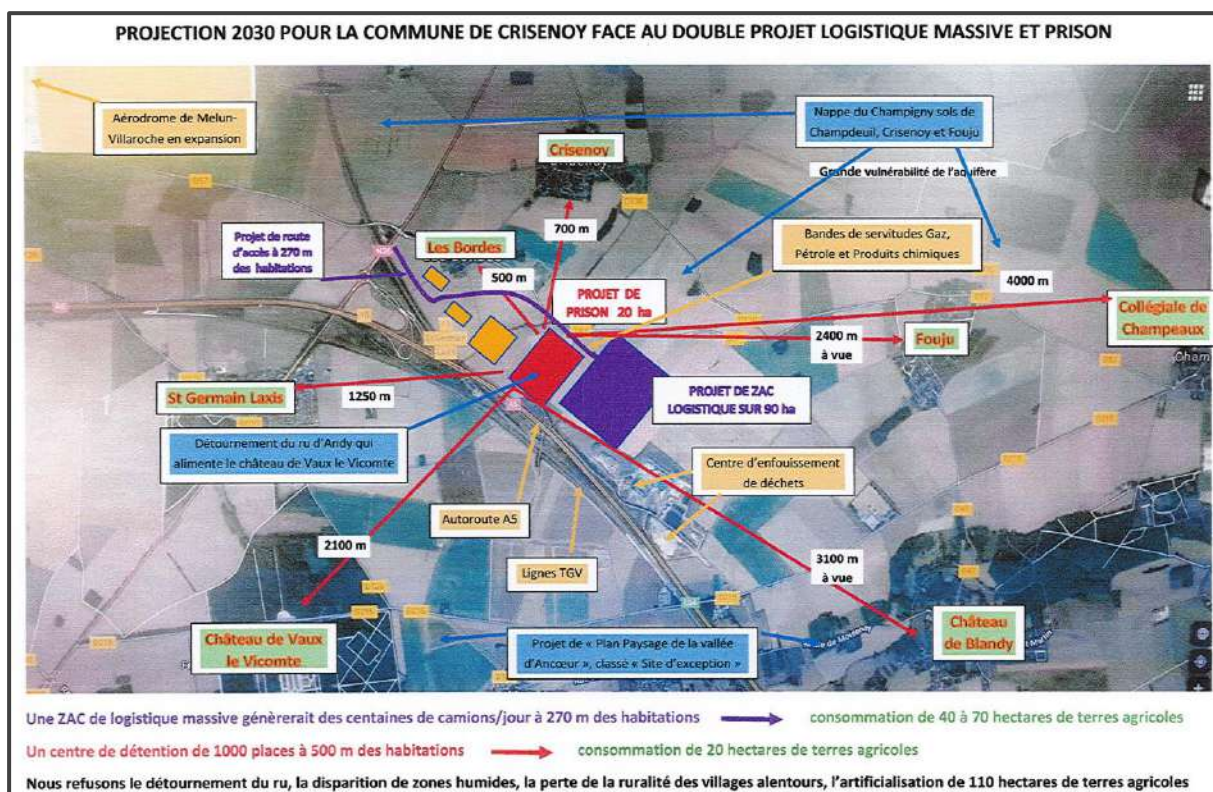 PROJECTION 2030 POUR LA COMMUNE DE CRISENOY FACE AU DOUBLE PROJET LOGISTIQUE MASSIVE ET PRISON
Aérodrome de Melun-
Villaroche en expansion
Nappe du Champigny sols de
Champdeuil, Crisenoy et Fouju
Crisenoy
Grande vulnérabilité de l'aquifère
Projet de route
d'accès à 270 m
des habitations
Les Bordes
700 m
Bandes de servitudes Gaz,
Pétrole et Produits chimiques
500 m
4000 m
PROJET DE
PRISON 20 ha
Collégiale de
Champeaux
2400 m
à vue
Fouju
St Germain Laxis
1250 m
PROJET DE ZAC
LOGISTIQUE SUR 90 ha
Détournement du ru d'Andy qui
alimente le château de Vaux le Vicomte
Centre d'enfouissement
de déchets
Autoroute A5
2100 m
Lignes TGV
3100 m
à vue
Château de Vaux
le Vicomte
Projet de « Plan Paysage de la vallée
d'Ancœur », classé « Site d'exception »
Château
de Blandy
Une ZAC de logistique massive génèrerait des centaines de camions/jour à 270 m des habitations consommation de 40 à 70 hectares de terres agricoles
Un centre de détention de 1000 places à 500 m des habitations consommation de 20 hectares de terres agricoles
Nous refusons le détournement du ru, la disparition de zones humides, la perte de la ruralité des villages alentours, l'artificialisation de 110 hectares de terres agricoles